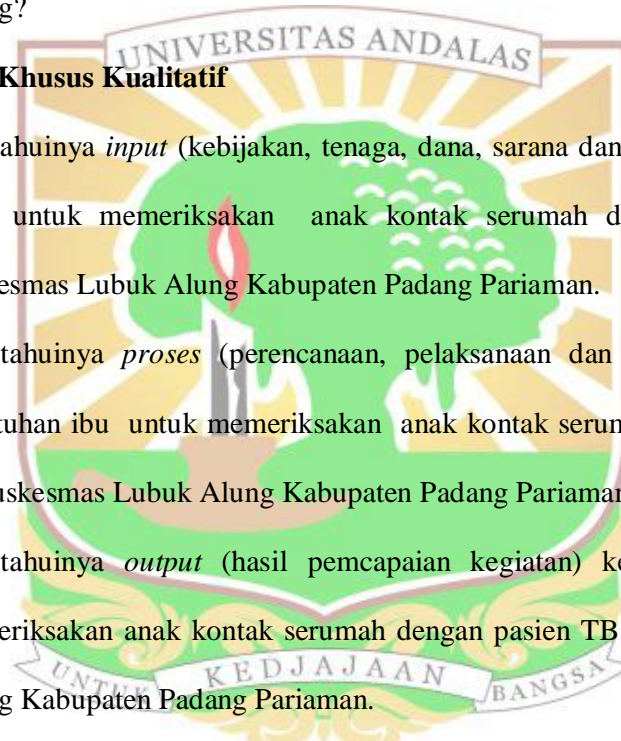 g?
UNIVERSITAS ANDALAS
Khusus Kualitatif
ahuinya input (kebijakan, tenaga, dana, sarana dan
untuk memeriksakan anak kontak serumah d
esmas Lubuk Alung Kabupaten Padang Pariaman.
tahuinya proses (perencanaan, pelaksanaan dan
tuhan ibu untuk memeriksakan anak kontak serun
uskesmas Lubuk Alung Kabupaten Padang Pariaman
tahuinya output (hasil pemcapaian kegiatan) ke
eriksakan anak kontak serumah dengan pasien TB
UNTUK KEDJAJAAN BANGSA
g Kabupaten Padang Pariaman.